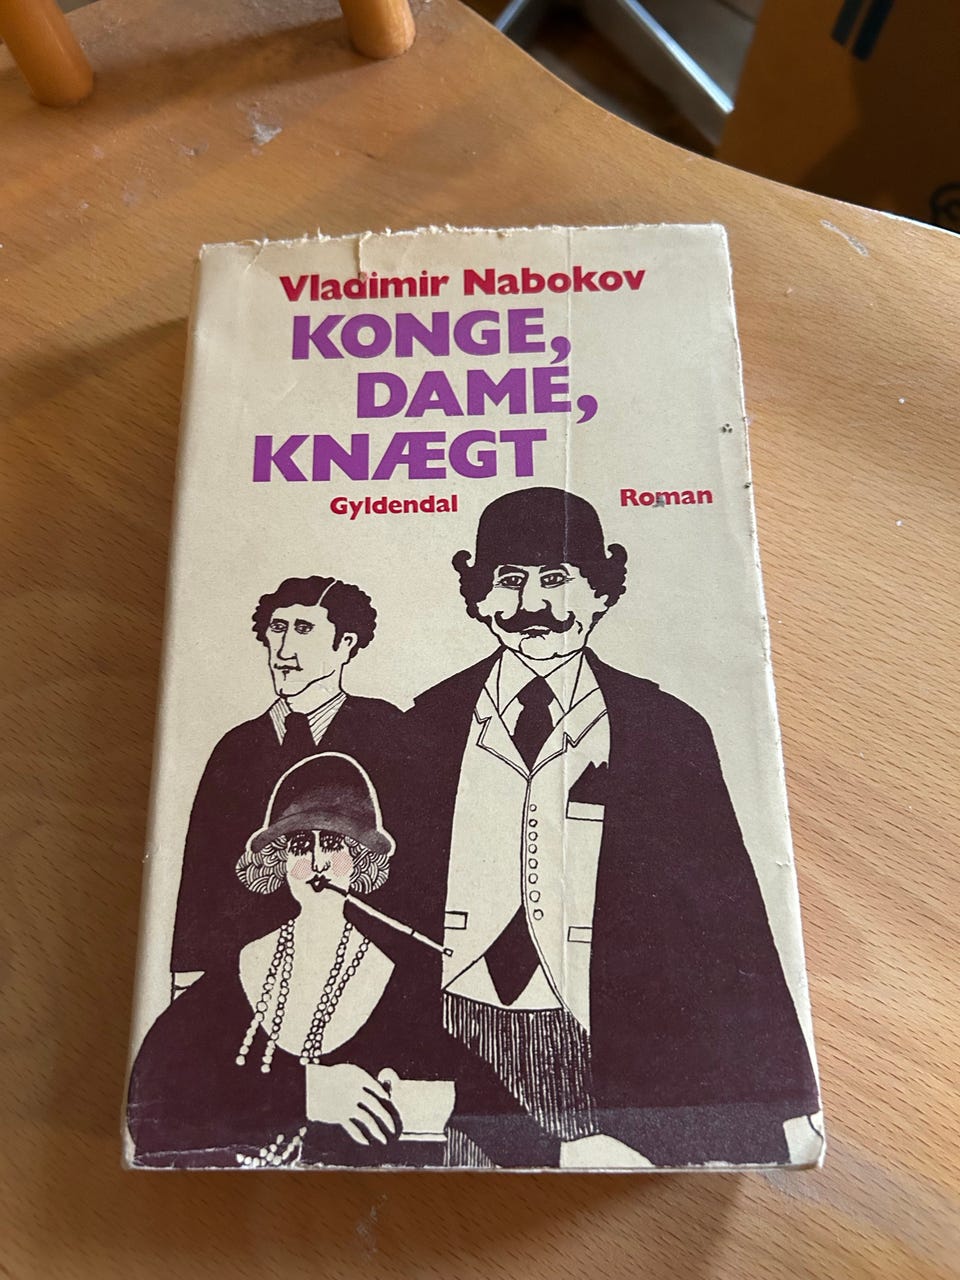 Vladimir Nabokov
KONGE,
DAME,
KNÆGT
Gyldendal Roman